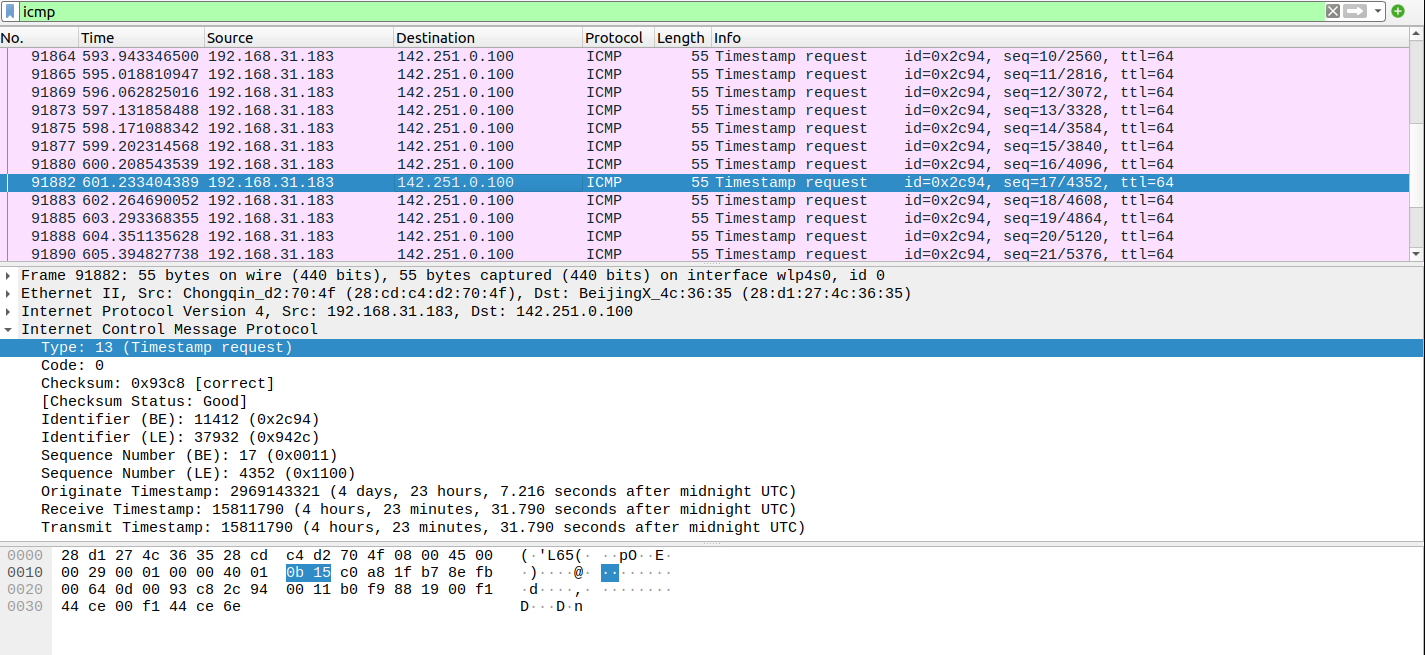 icmp
No. Time Source Destination Protocol Length Info
91864 593.943346500 192.168.31.183 142.251.0.100 ICMP 55 Timestamp request id=0x2c94, seq=10/2560, ttl=64
91865 595.018810947 192.168.31.183 142.251.0.100 ICMP 55 Timestamp request id=0x2c94, seq=11/2816, ttl=64
91869 596.062825016 192.168.31.183 142.251.0.100 ICMP 55 Timestamp request id=0x2c94, seq=12/3072, ttl=64
91873 597.131858488 192.168.31.183 142.251.0.100 ICMP 55 Timestamp request id=0x2c94, seq=13/3328, ttl=64
91875 598.171088342 192.168.31.183 142.251.0.100 ICMP 55 Timestamp request id=0x2c94, seq=14/3584, ttl=64
91877 599.202314568 192.168.31.183 142.251.0.100 ICMP 55 Timestamp request id=0x2c94, seq=15/3840, ttl=64
91880 600.208543539 192.168.31.183 142.251.0.100 ICMP 55 Timestamp request id=0x2c94, seq=16/4096, ttl=64
91882 601.233404389 192.168.31.183 142.251.0.100 ICMP 55 Timestamp request id=0x2c94, seq=17/4352, ttl=64
91883 602.264690052 192.168.31.183 142.251.0.100 ICMP 55 Timestamp request id=0x2c94, seq=18/4608, ttl=64
91885 603.293368355 192.168.31.183 142.251.0.100 ICMP 55 Timestamp request id=0x2c94, seq=19/4864, ttl=64
91888 604.351135628 192.168.31.183 142.251.0.100 ICMP 55 Timestamp request id=0x2c94, seq=20/5120, ttl=64
91890 605.394827738 192.168.31.183 142.251.0.100 ICMP 55 Timestamp request id=0x2c94, seq=21/5376, ttl=64
Frame 91882: 55 bytes on wire (440 bits), 55 bytes captured (440 bits) on interface wlp4s0, id 0
Ethernet II, Src: Chongqin_d2:70:4f (28:cd:c4:d2:70:4f), Dst: BeijingX_4c:36:35 (28:d1:27:4c:36:35)
Internet Protocol Version 4, Src: 192.168.31.183, Dst: 142.251.0.100
Internet Control Message Protocol
Type: 13 (Timestamp request)
Code: 0
Checksum: 0x93c8 [correct]
[Checksum Status: Good]
Identifier (BE): 11412 (0x2c94)
Identifier (LE): 37932 (0x942c)
Sequence Number (BE): 17 (0x0011)
Sequence Number (LE): 4352 (0x1100)
Originate Timestamp: 2969143321 (4 days, 23 hours, 7.216 seconds after midnight UTC)
Receive Timestamp: 15811790 (4 hours, 23 minutes, 31.790 seconds after midnight UTC)
Transmit Timestamp: 15811790 (4 hours, 23 minutes, 31.790 seconds after midnight UTC)
0000 28 d1 27 4c 36 35 28 cd c4 d2 70 4f 08 00 45 00 (·'L65(· ··pO··E·
0010 00 29 00 01 00 00 40 01 0b 15 c0 a8 1f b7 8e fb ·)····@· ········
0020 00 64 0d 00 93 c8 2c 94 00 11 b0 f9 88 19 00 f1 ·d····,· ········
0030 44 ce 00 f1 44 ce 6e D···D·n